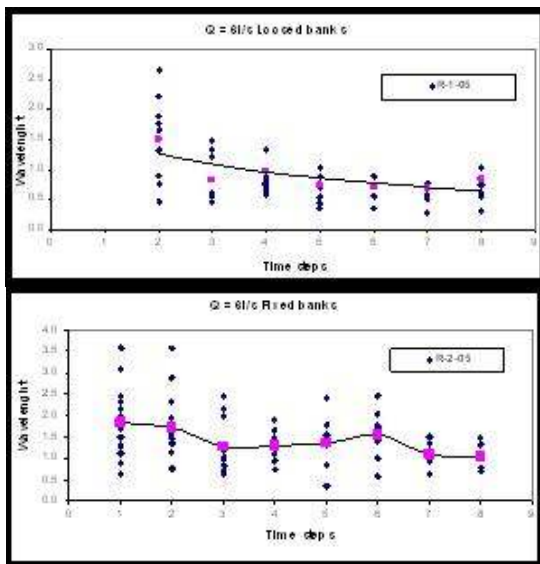 Q = 6l/s Loosed banks
3.0
2.5
2.0
1.5
1.0
0.5
0.0
Wavelenght
R-1-05
0 1 2 3 4 5 6 7 8 9
Time steps
Q = 6l/s Fixed banks
4.0
3.5
3.0
2.5
2.0
1.5
1.0
0.5
0.0
Wavelenght
R-2-05
0 1 2 3 4 5 6 7 8 9
Time steps